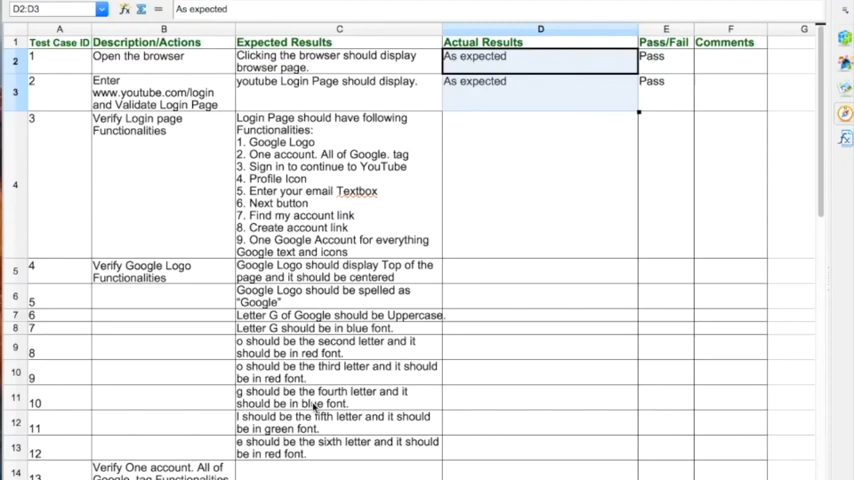 D2:D3
As expected
A B C D E F G
1 Test Case ID Description/Actions Expected Results Actual Results Pass/Fail Comments
2 1 Open the browser Clicking the browser should display As expected Pass
browser page.
3 2 Enter youtube Login Page should display. As expected Pass
www.youtube.com/login
and Validate Login Page
4 3 Verify Login page Login Page should have following
Functionalities Functionalities:
1. Google Logo
2. One account. All of Google. tag
3. Sign in to continue to YouTube
4. Profile Icon
5. Enter your email Textbox
6. Next button
7. Find my account link
8. Create account link
9. One Google Account for everything
Google text and icons
5 4 Verify Google Logo Google Logo should display Top of the
Functionalities page and it should be centered
6 5 Google Logo should be spelled as
"Google"
7 6 Letter G of Google should be Uppercase.
8 7 Letter G should be in blue font.
9 8 o should be the second letter and it
should be in red font.
10 9 o should be the third letter and it should
be in red font.
11 10 g should be the fourth letter and it
should be in blue font.
12 11 l should be the fifth letter and it should
be in green font.
13 12 e should be the sixth letter and it should
be in red font.
14 13 Verify One account. All of
Google. tag Functionalities